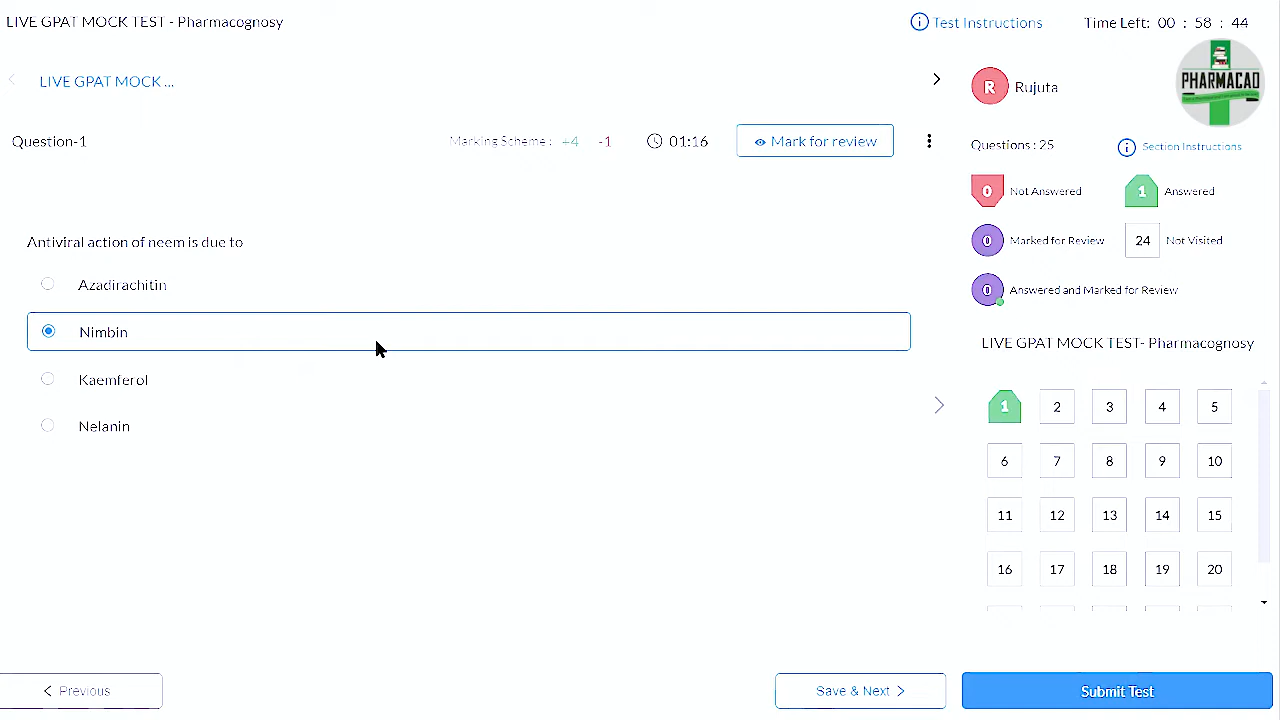 LIVE GPAT MOCK TEST - Pharmacognosy
Test Instructions
Time Left: 00 : 58 : 44
LIVE GPAT MOCK ...
R
Rujuta
PHARMACAD
Question-1
Marking Scheme : +4 -1
01:16
Mark for review
Questions : 25
Section Instructions
0 Not Answered
1 Answered
0 Marked for Review
24 Not Visited
0 Answered and Marked for Review
Antiviral action of neem is due to
Azadirachitin
Nimbin
Kaemferol
Nelanin
LIVE GPAT MOCK TEST- Pharmacognosy
1 2 3 4 5
6 7 8 9 10
11 12 13 14 15
16 17 18 19 20
Previous
Save & Next
Submit Test